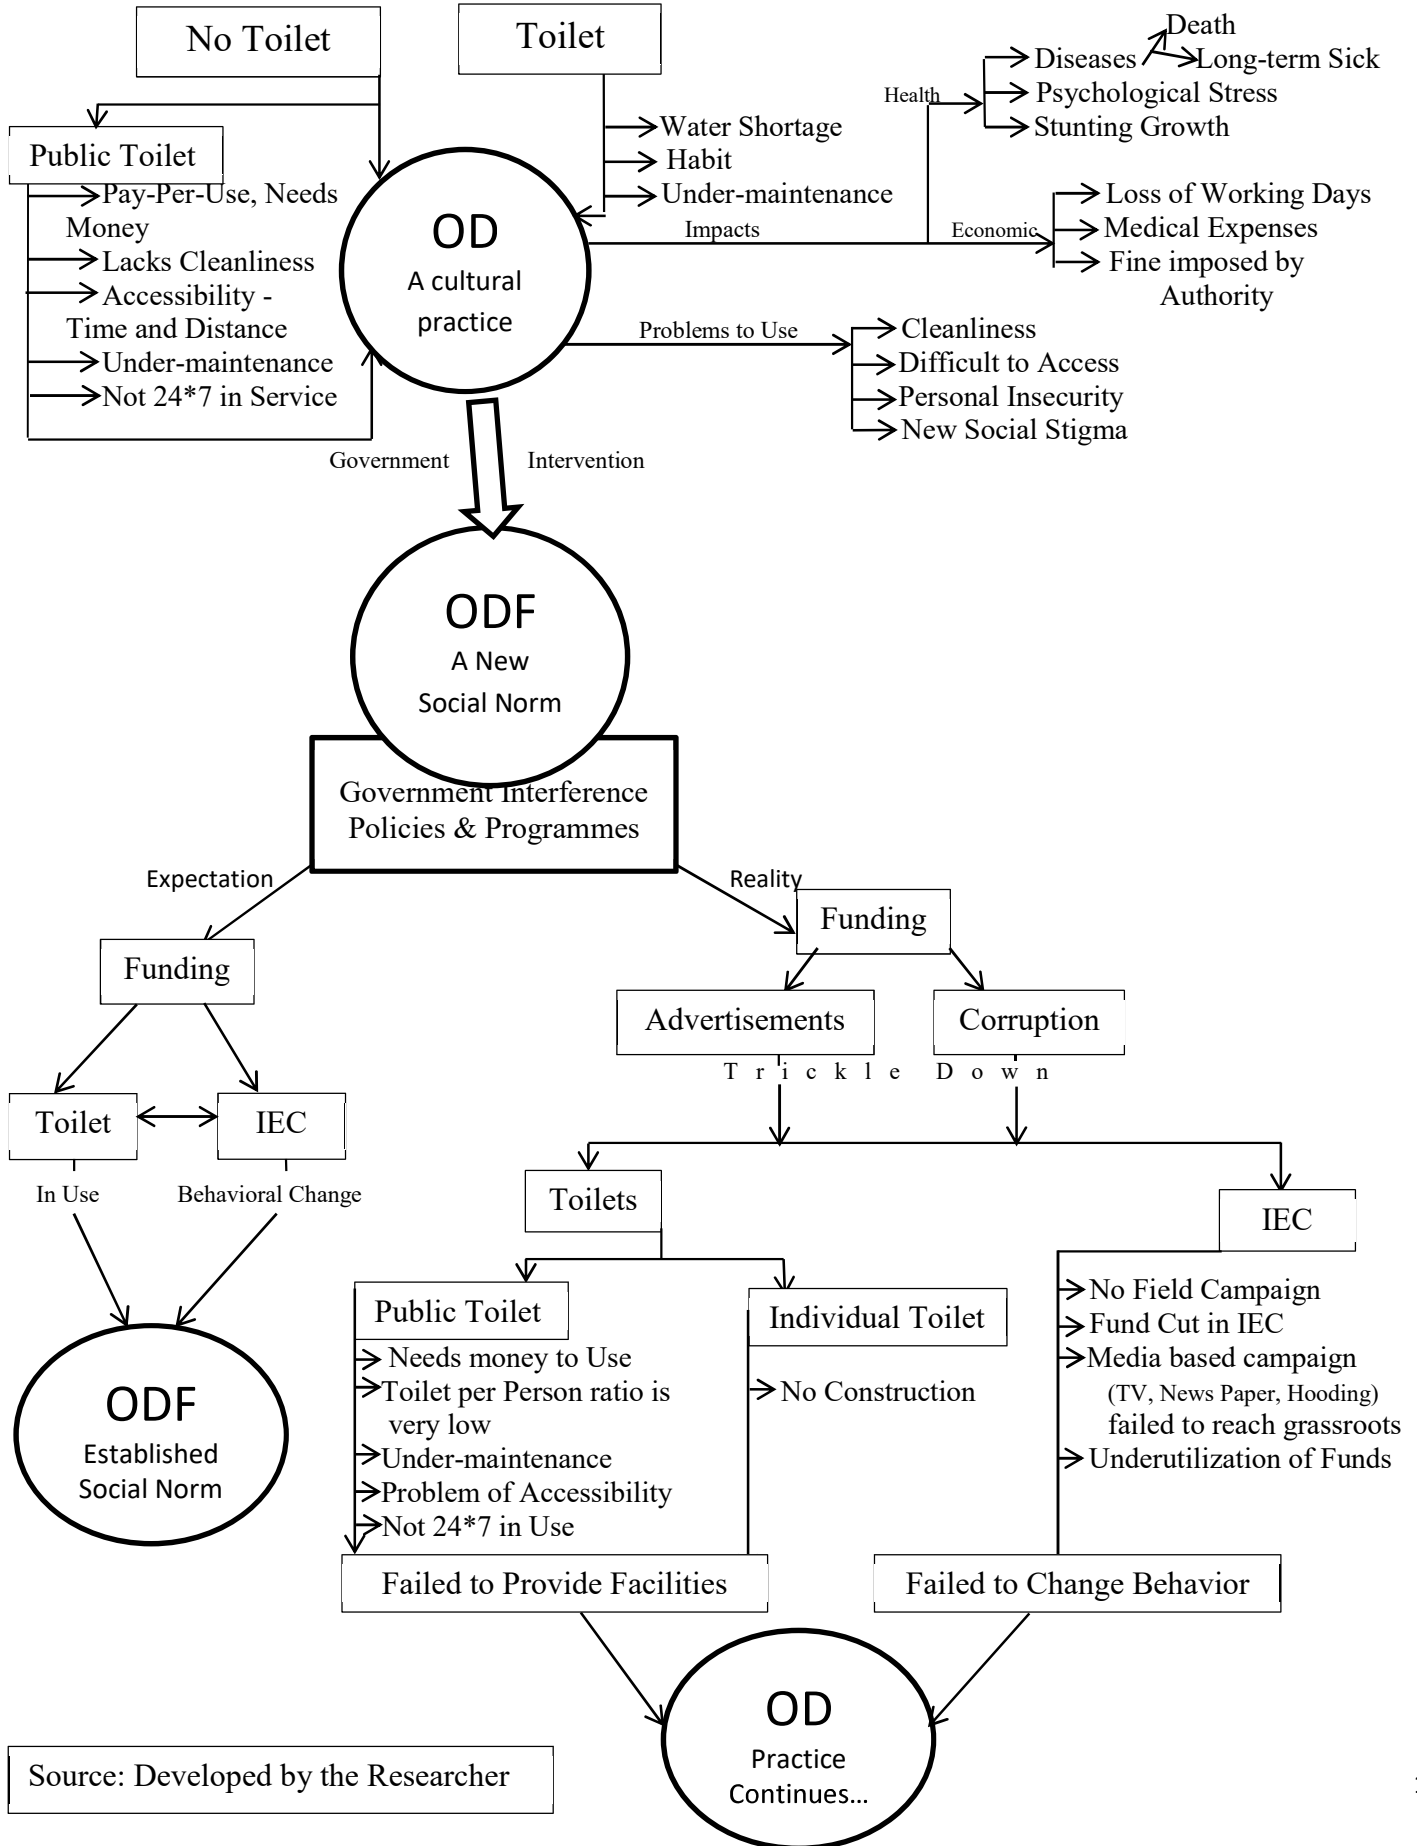 No Toilet
Toilet
Public Toilet
Pay-Per-Use, Needs
Money
Lacks Cleanliness
Accessibility -
Time and Distance
Under-maintenance
Not 24*7 in Service
Water Shortage
Habit
Under-maintenance
OD
A cultural
practice
Impacts
Health
Diseases
Death
Long-term Sick
Psychological Stress
Stunting Growth
Economic
Loss of Working Days
Medical Expenses
Fine imposed by
Authority
Problems to Use
Cleanliness
Difficult to Access
Personal Insecurity
New Social Stigma
Government Intervention
ODF
A New
Social Norm
Government Interference
Policies & Programmes
Expectation
Funding
Toilet
IEC
In Use
Behavioral Change
ODF
Established
Social Norm
Reality
Funding
Advertisements
Corruption
Trickle Down
Toilets
IEC
Public Toilet
Needs money to Use
Toilet per Person ratio is
very low
Under-maintenance
Problem of Accessibility
Not 24*7 in Use
Individual Toilet
No Construction
No Field Campaign
Fund Cut in IEC
Media based campaign
(TV, News Paper, Hooding)
failed to reach grassroots
Underutilization of Funds
Failed to Provide Facilities
Failed to Change Behavior
OD
Practice
Continues...
Source: Developed by the Researcher